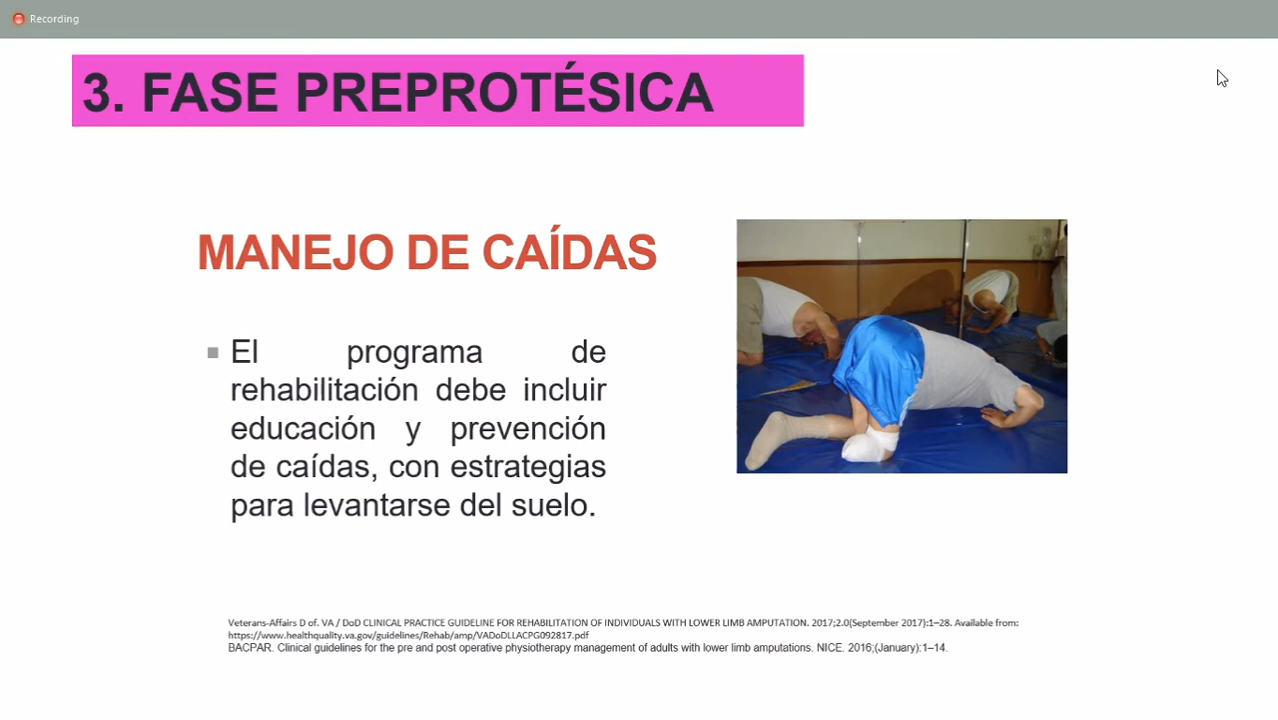 Recording
3. FASE PREPROTÉSICA
MANEJO DE CAÍDAS
El programa de
rehabilitación debe incluir
educación y prevención
de caídas, con estrategias
para levantarse del suelo.
Veterans-Affairs D of. VA / DoD CLINICAL PRACTICE GUIDELINE FOR REHABILITATION OF INDIVIDUALS WITH LOWER LIMB AMPUTATION. 2017;2.0(September 2017):1–28. Available from:
https://www.healthquality.va.gov/guidelines/Rehab/amp/VADoDLLACPG092817.pdf
BACPAR. Clinical guidelines for the pre and post operative physiotherapy management of adults with lower limb amputations. NICE. 2016;(January):1–14.